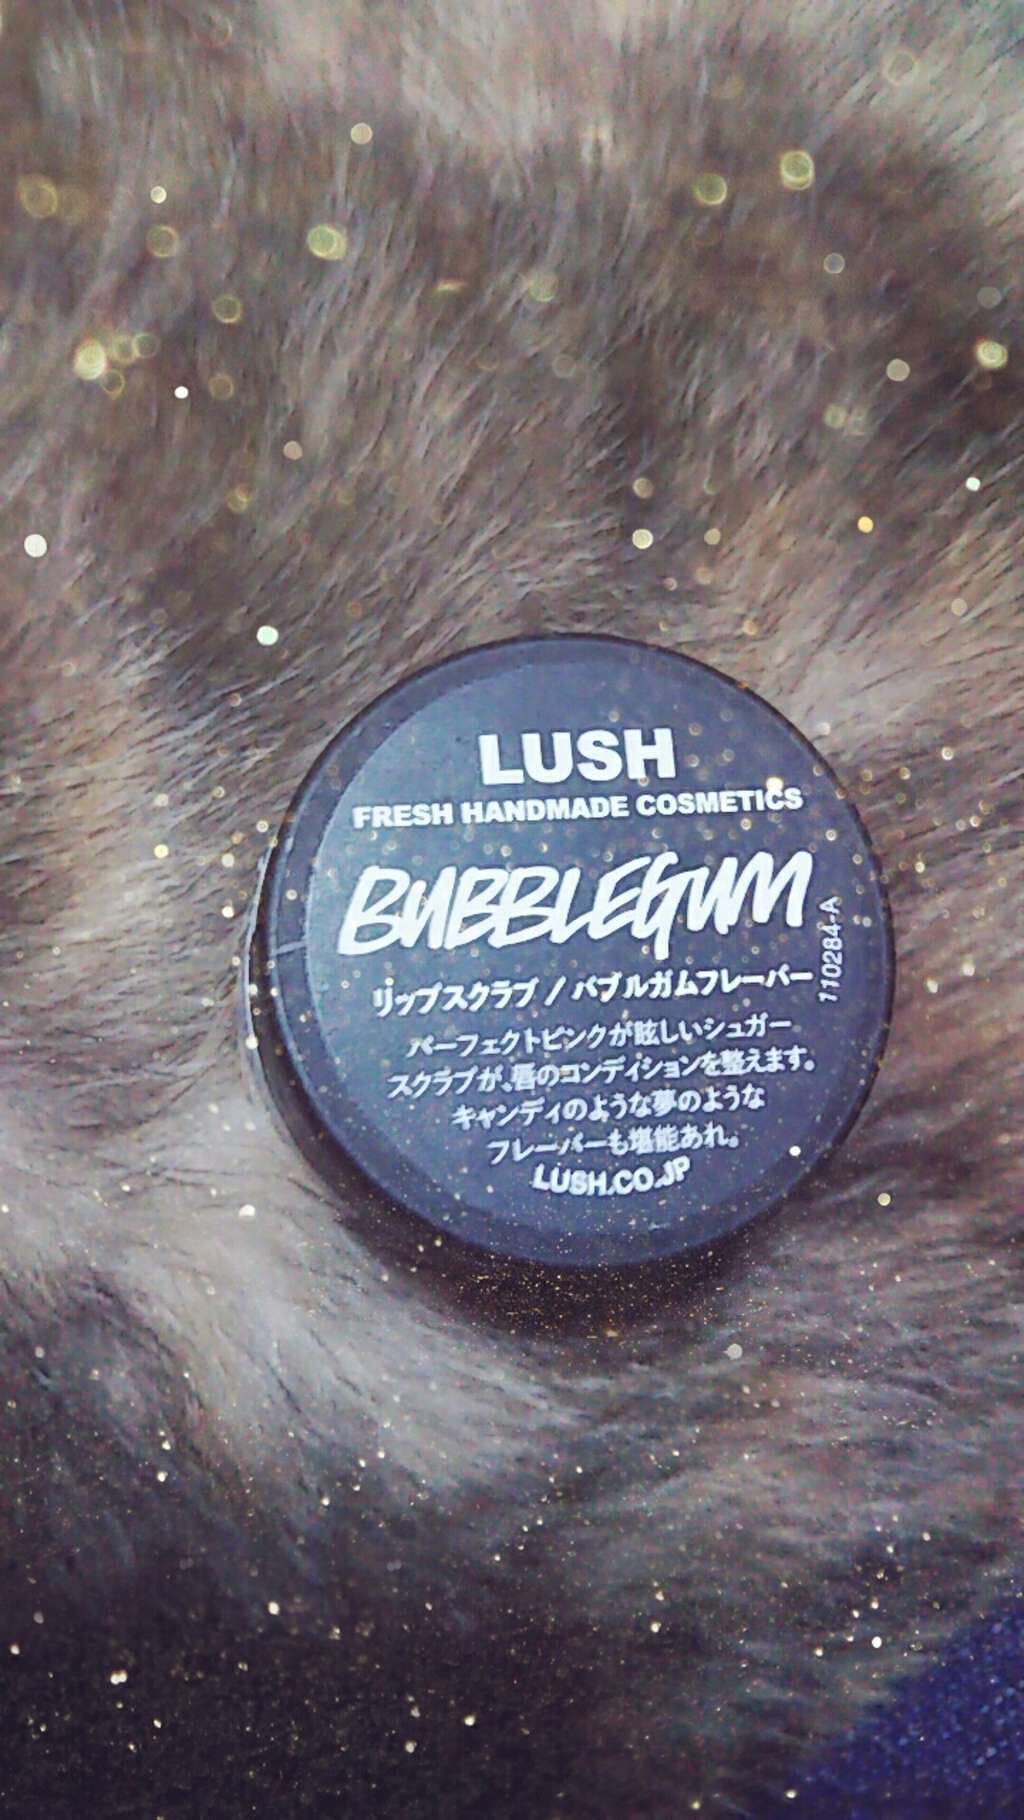 LUSH
FRESH HANDMADE COSMETICS
BUBBLEGUM
リップスクラブ / バブルガムフレーバー
パーフェクトピンクが眩しいシュガー
スクラブが、唇のコンディションを整えます。
キャンディのような夢のような
フレーバーも堪能あれ。
LUSH.CO.JP
110284-A